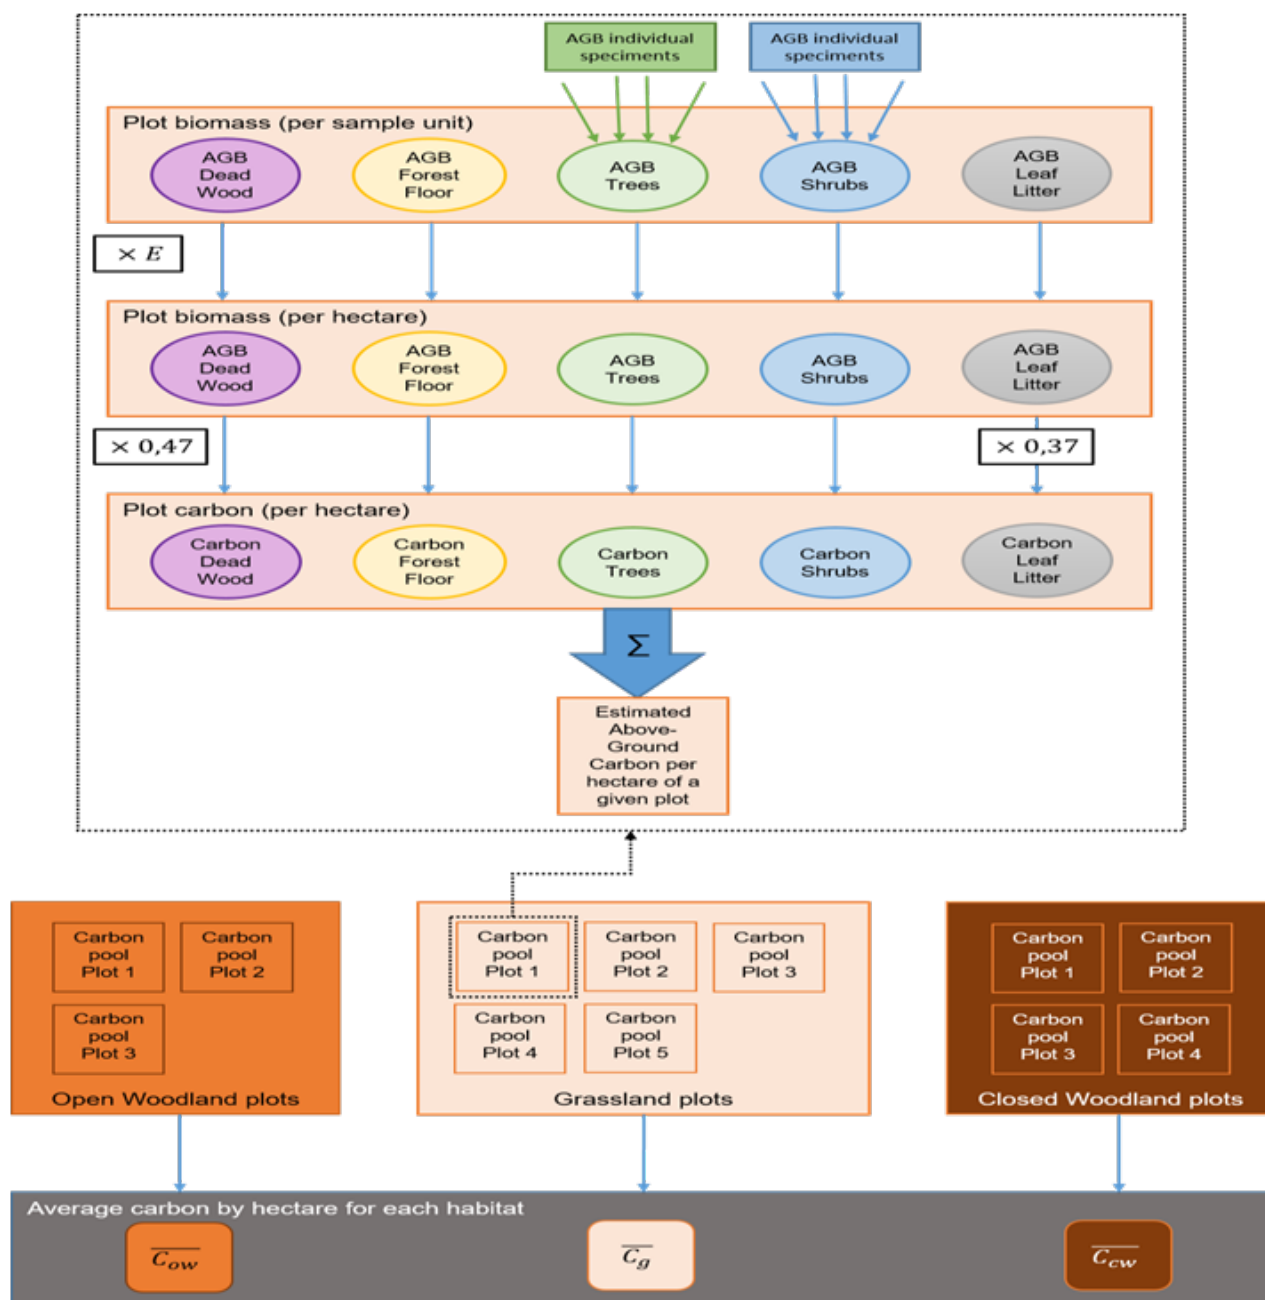 AGB individual
speciments
AGB individual
speciments
Plot biomass (per sample unit)
AGB
Dead
Wood
AGB
Forest
Floor
AGB
Trees
AGB
Shrubs
AGB
Leaf
Litter
× E
Plot biomass (per hectare)
AGB
Dead
Wood
AGB
Forest
Floor
AGB
Trees
AGB
Shrubs
AGB
Leaf
Litter
× 0,47
× 0,37
Plot carbon (per hectare)
Carbon
Dead
Wood
Carbon
Forest
Floor
Carbon
Trees
Carbon
Shrubs
Carbon
Leaf
Litter
Σ
Estimated
Above-
Ground
Carbon per
hectare of a
given plot
Carbon
pool
Plot 1
Carbon
pool
Plot 2
Carbon
pool
Plot 3
Open Woodland plots
Carbon
pool
Plot 1
Carbon
pool
Plot 2
Carbon
pool
Plot 3
Carbon
pool
Plot 4
Carbon
pool
Plot 5
Grassland plots
Carbon
pool
Plot 1
Carbon
pool
Plot 2
Carbon
pool
Plot 3
Carbon
pool
Plot 4
Closed Woodland plots
Average carbon by hectare for each habitat
C̅ₒw
C̅g
C̅cw